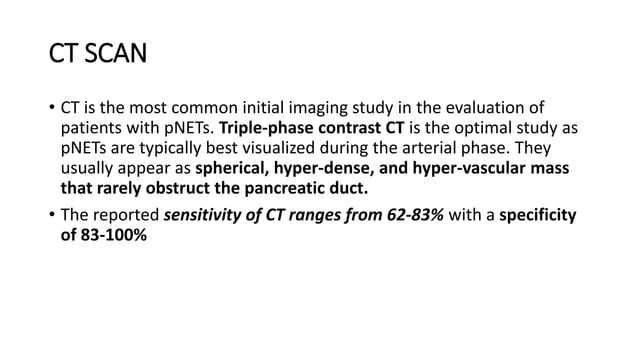 CT SCAN
• CT is the most common initial imaging study in the evaluation of
patients with pNETs. Triple-phase contrast CT is the optimal study as
pNETs are typically best visualized during the arterial phase. They
usually appear as spherical, hyper-dense, and hyper-vascular mass
that rarely obstruct the pancreatic duct.
• The reported sensitivity of CT ranges from 62-83% with a specificity
of 83-100%